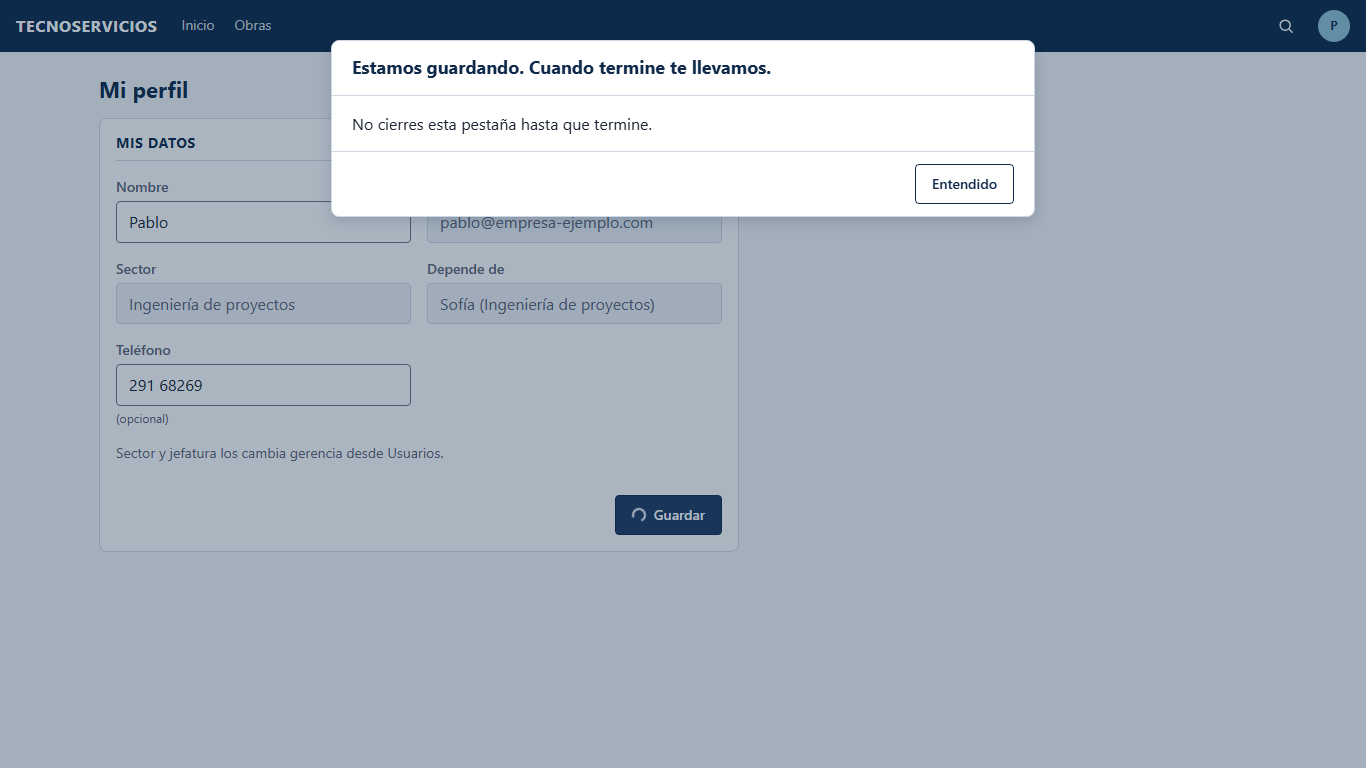 TECNOSERVICIOS Inicio Obras P
Estamos guardando. Cuando termine te llevamos.
No cierres esta pestaña hasta que termine.
Entendido
Mi perfil
MIS DATOS
Nombre
Pablo pablo@empresa-ejemplo.com
Sector Depende de
Ingeniería de proyectos Sofía (Ingeniería de proyectos)
Teléfono
291 68269
(opcional)
Sector y jefatura los cambia gerencia desde Usuarios.
Guardar